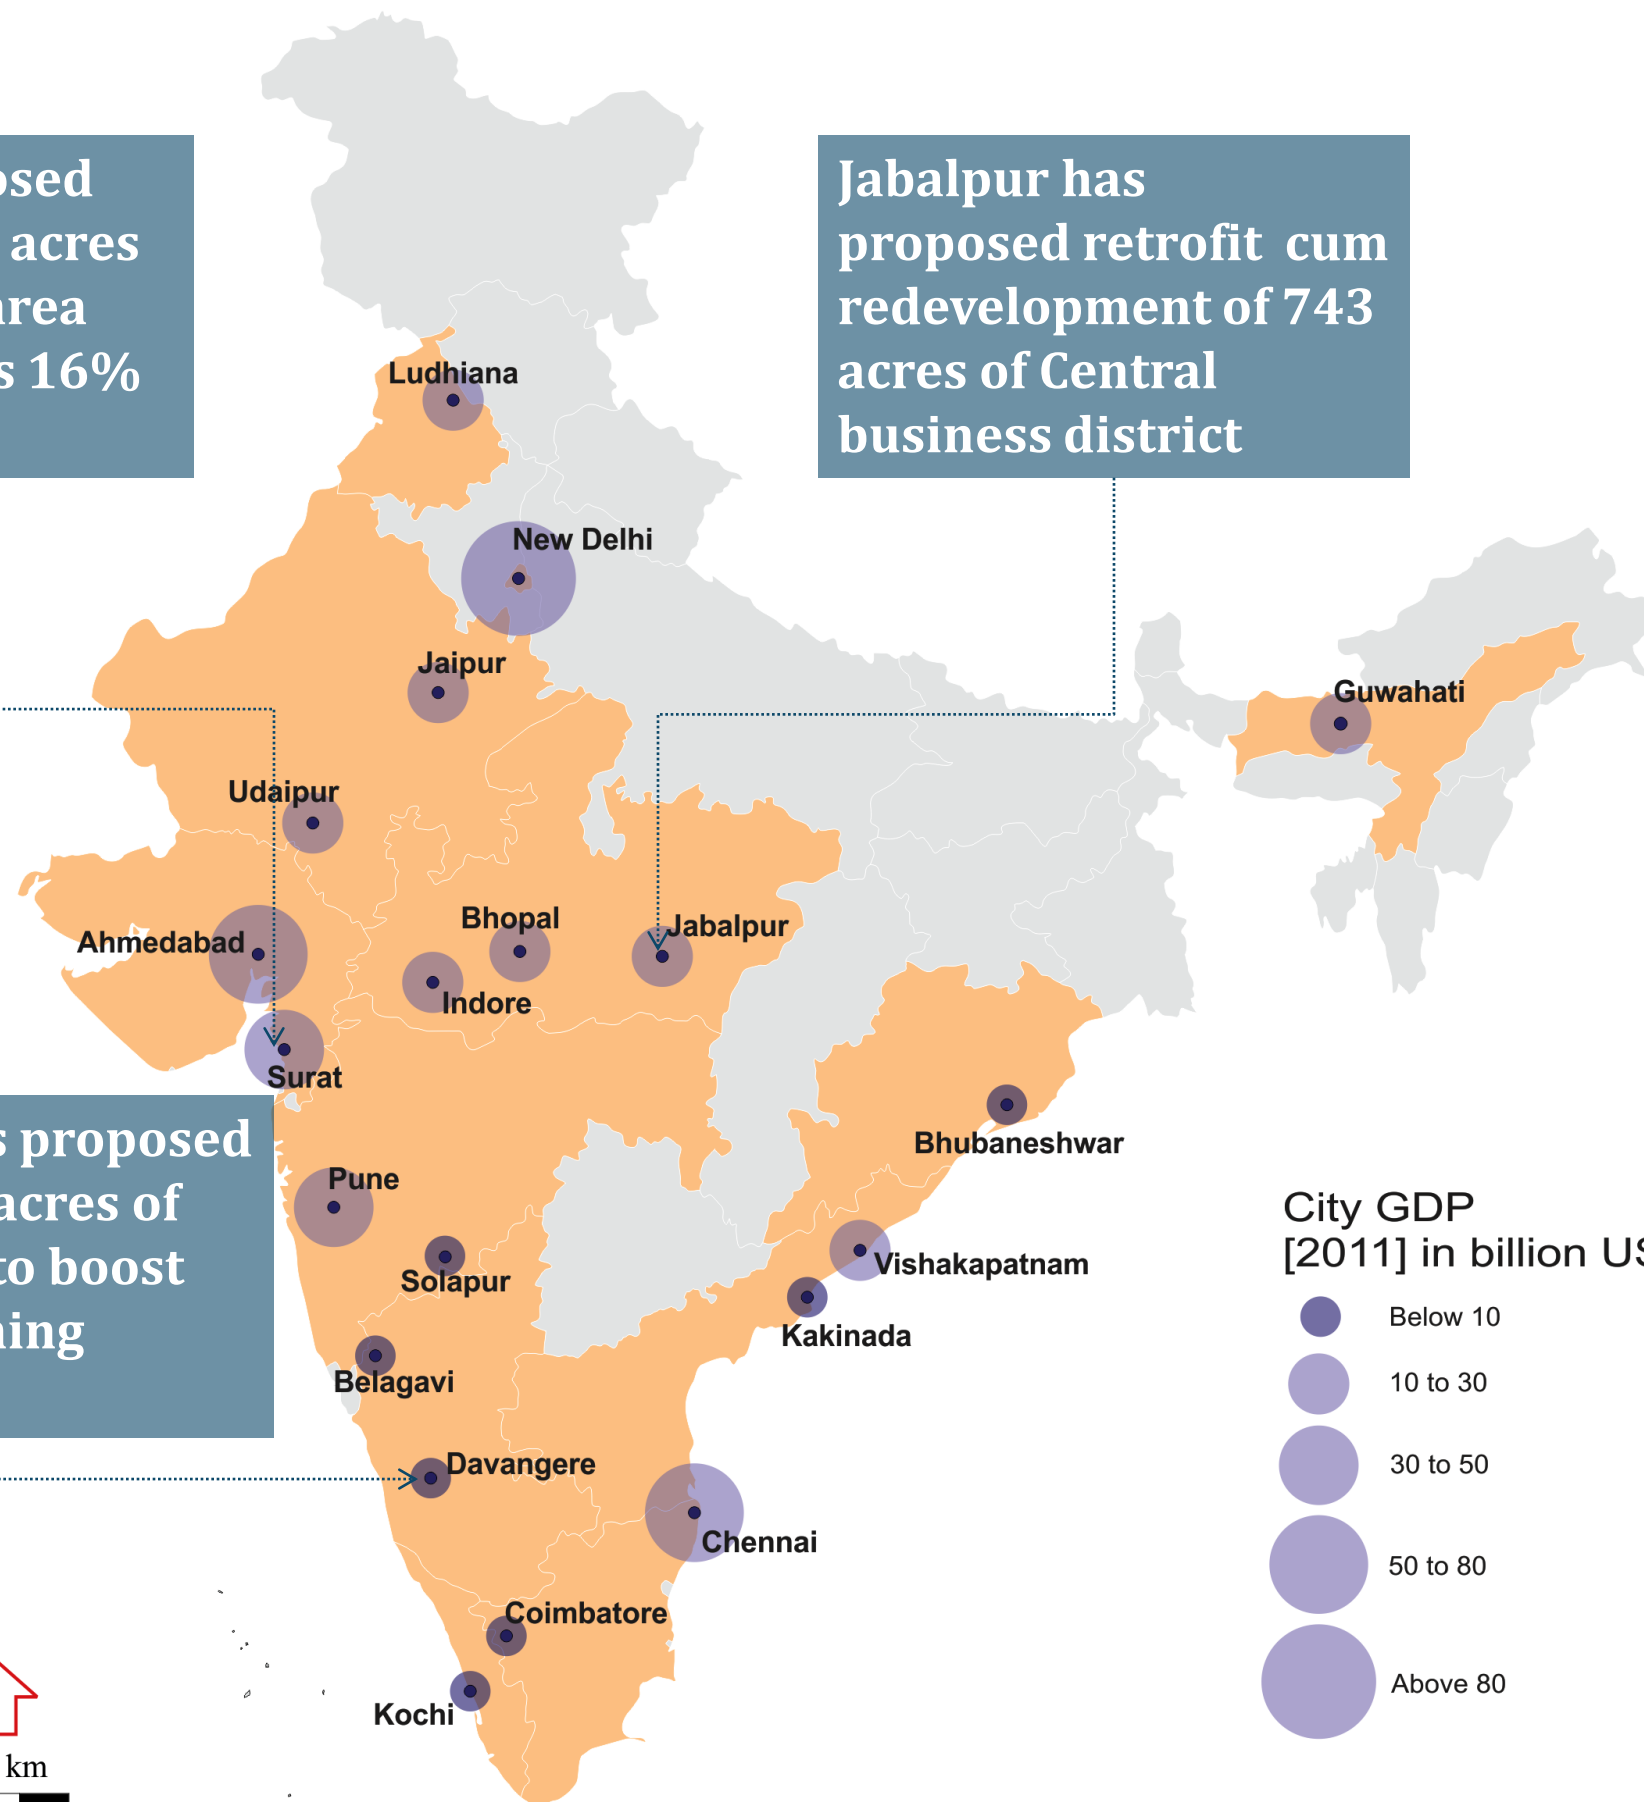 osed
acres
area
s 16%
Jabalpur has
proposed retrofit cum
redevelopment of 743
acres of Central
business district
Ludhiana
New Delhi
Jaipur
Guwahati
Udaipur
Bhopal
Jabalpur
Ahmedabad
Indore
Surat
s proposed
acres of
to boost
ning
Bhubaneshwar
Pune
Solapur
Vishakapatnam
Kakinada
Belagavi
Davangere
Chennai
Coimbatore
Kochi
City GDP
[2011] in billion US
Below 10
10 to 30
30 to 50
50 to 80
Above 80
km